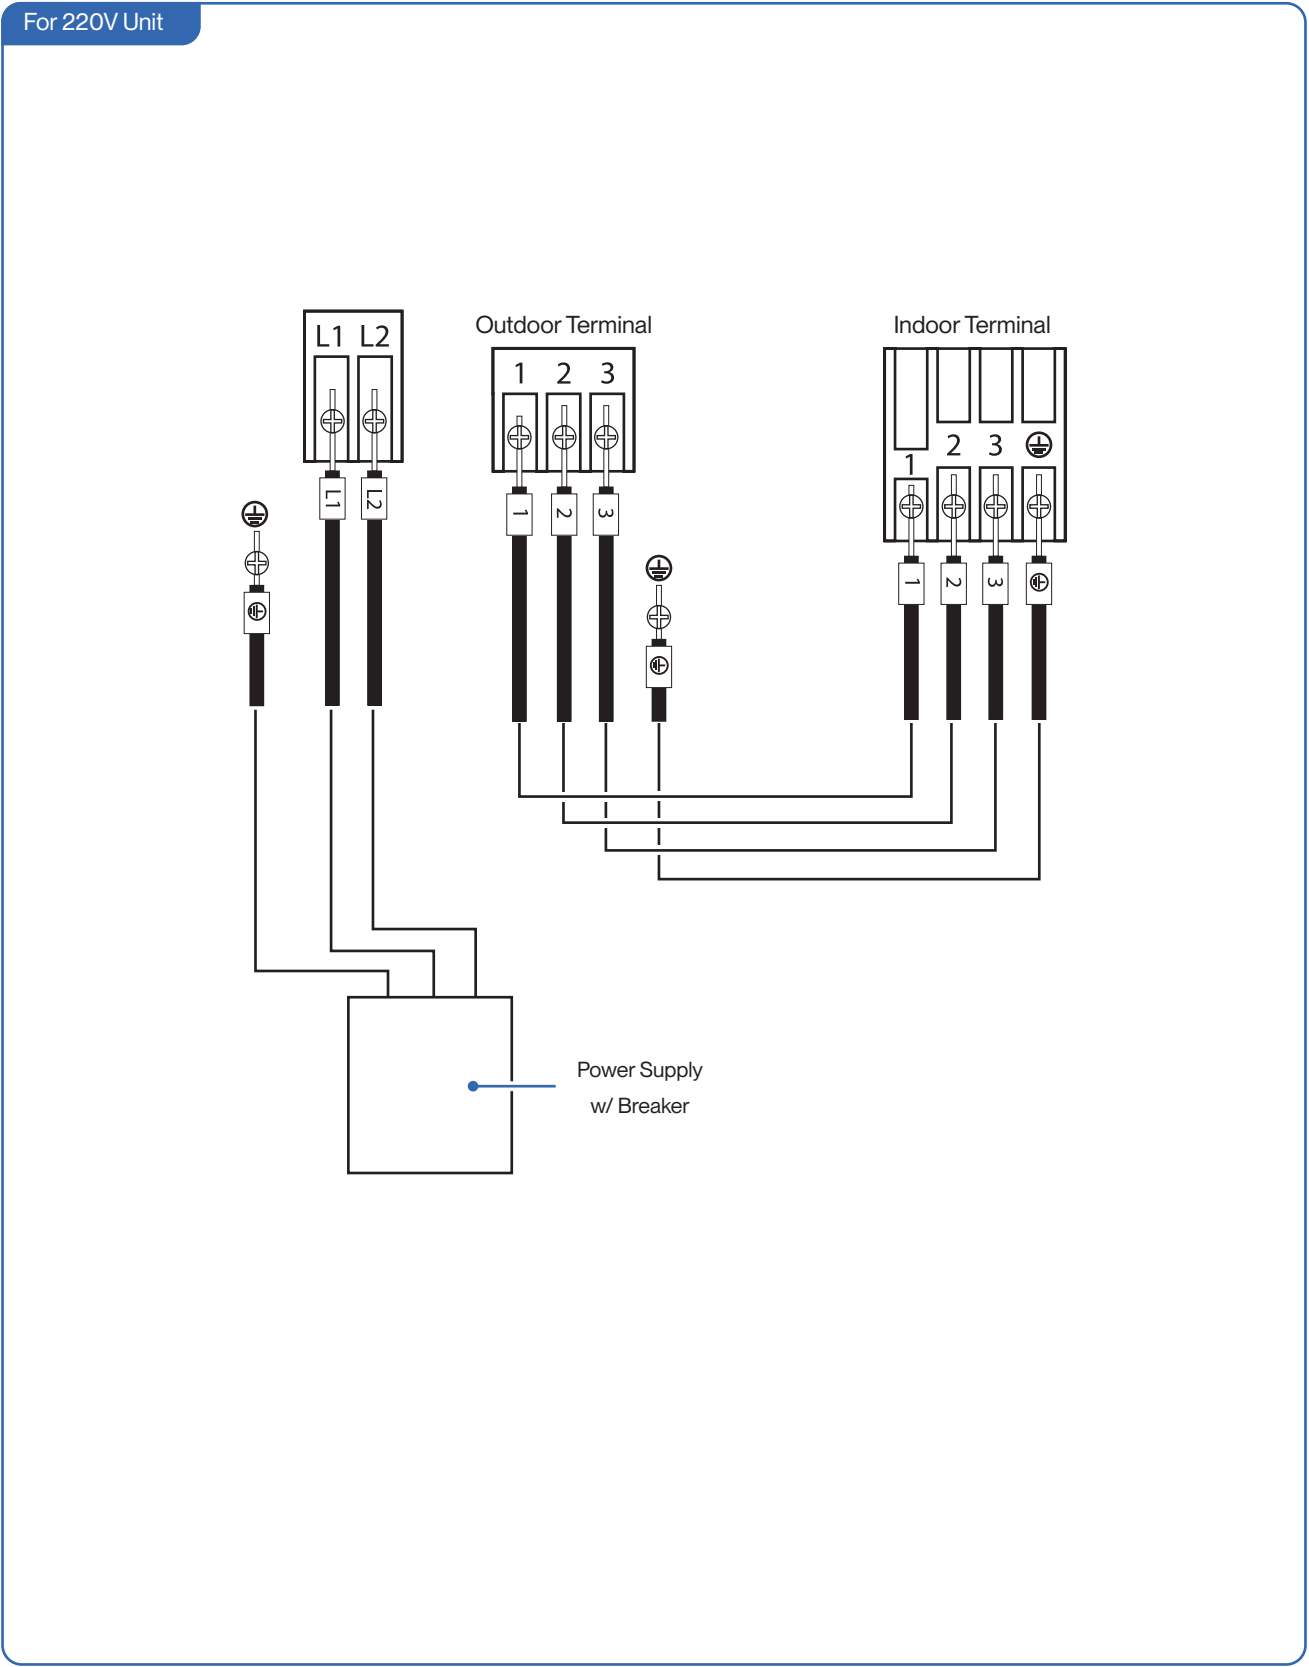 For 220V Unit
L1 L2
Outdoor Terminal
Indoor Terminal
1 2 3
2 3
1
L1 L2
1 2 3
1 2 3
Power Supply
w/ Breaker